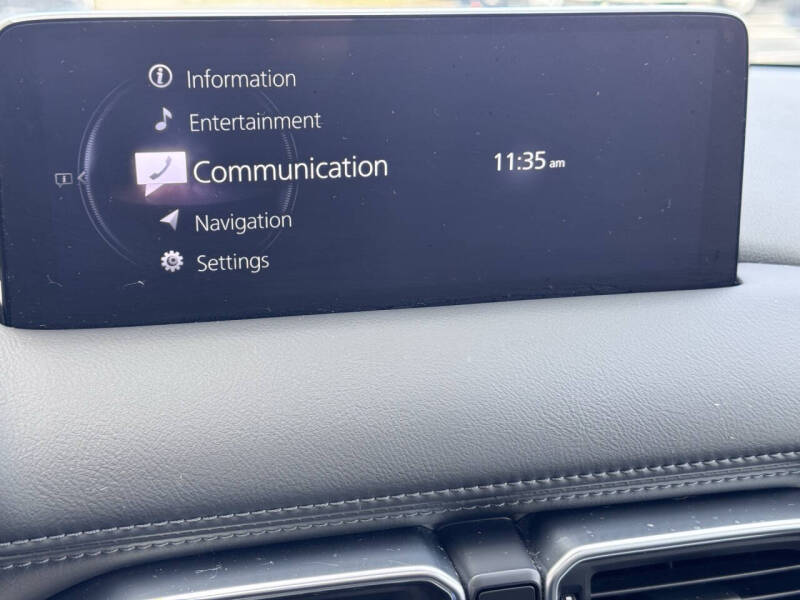 Information
Entertainment
Communication
11:35 am
Navigation
Settings